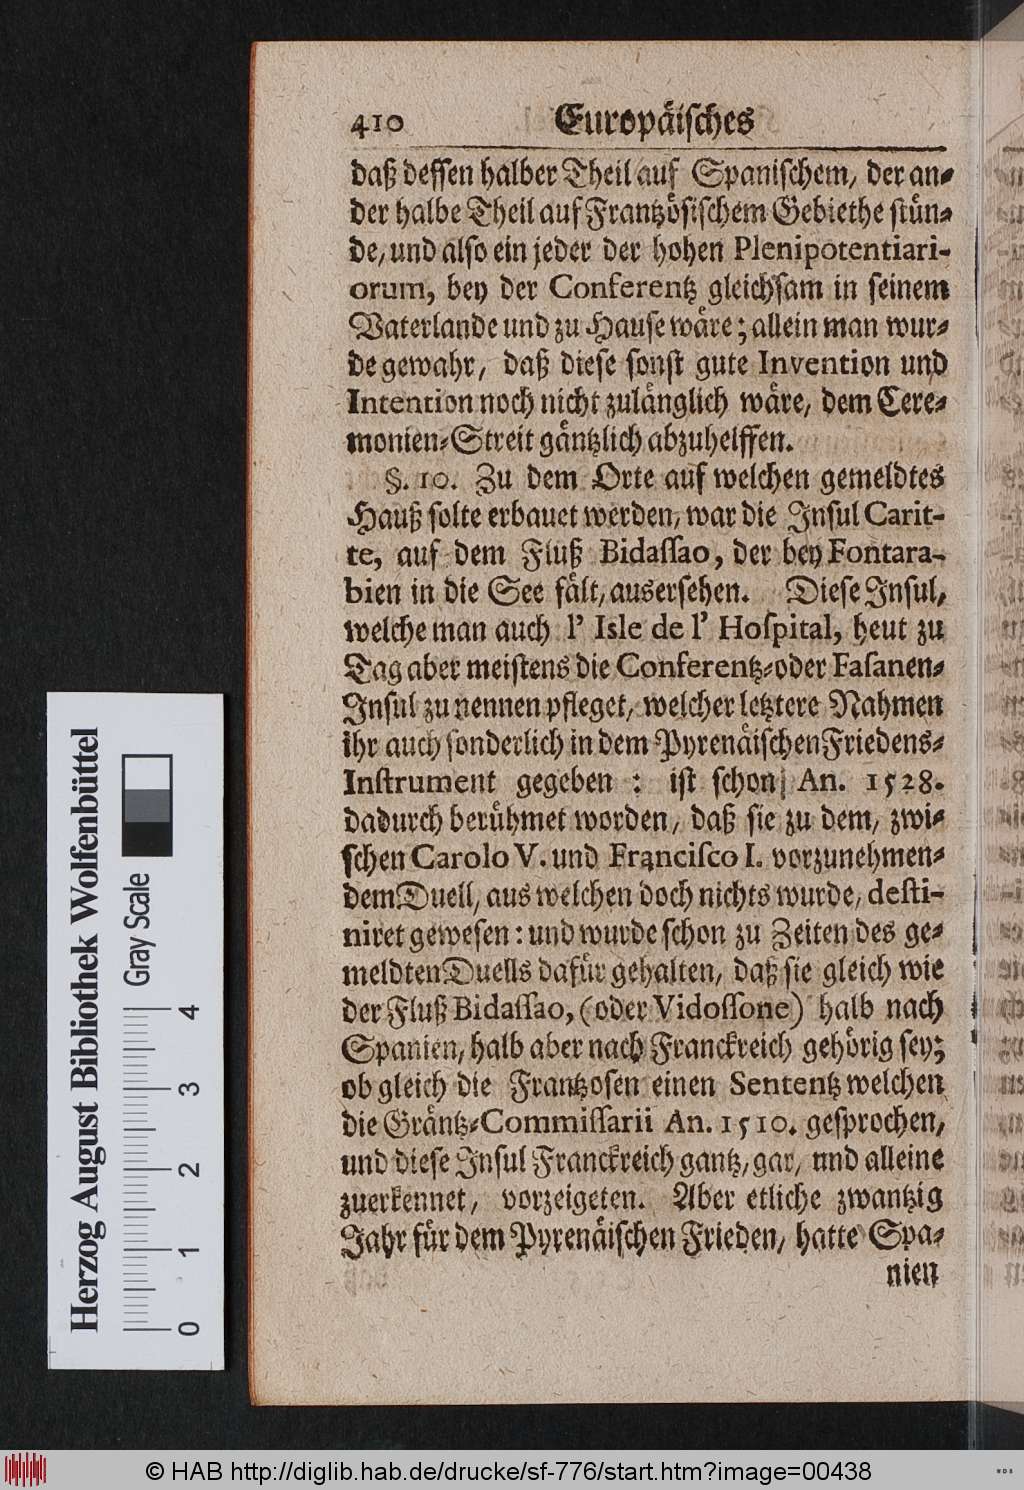 410 Europäiſches
daß deſſen halber Theil auf Spaniſchem, der an-
der halbe Theil auf Frantzöſiſchem Gebiethe ſtün-
de, und alſo ein jeder der hohen Plenipotentiari-
orum, bey der Conferentz gleichſam in ſeinem
Vaterlande und zu Hauſe wäre; allein man wur-
de gewahr, daß dieſe ſonſt gute Invention und
Intention noch nicht zulänglich wäre, dem Cere-
monien-Streit gäntzlich abzuhelffen.
§. 10. Zu dem Orte auf welchen gemeldtes
Hauß ſolte erbauet werden, war die Inſul Carit-
te, auf dem Fluß Bidaſſao, der bey Fontara-
bien in die See fält, auserſehen. Dieſe Inſul,
welche man auch l' Isle de l' Hoſpital, heut zu
Tag aber meiſtens die Conferentz-oder Faſanen-
Inſul zu nennen pfleget, welcher letztere Nahmen
ihr auch ſonderlich in dem Pyrenäiſchen Friedens-
Inſtrument gegeben : iſt ſchon An. 1528.
dadurch berühmet worden, daß ſie zu dem, zwi-
ſchen Carolo V. und Franciſco I. vorzunehmen-
dem Duell, aus welchen doch nichts wurde, deſti-
niret geweſen: und wurde ſchon zu Zeiten des ge-
meldten Duells dafür gehalten, daß ſie gleich wie
der Fluß Bidaſſao, (oder Vidoſſone) halb nach
Spanien, halb aber nach Franckreich gehörig ſey;
ob gleich die Frantzoſen einen Sententz welchen
die Gräntz-Commiſſarii An. 1510. geſprochen,
und dieſe Inſul Franckreich gantz, gar, und alleine
zuerkennet, vorzeigeten. Aber etliche zwantzig
Jahr für dem Pyrenäiſchen Frieden, hatte Spa-
nien
Herzog August Bibliothek Wolfenbüttel
Gray Scale
0 1 2 3 4
© HAB http://diglib.hab.de/drucke/sf-776/start.htm?image=00438